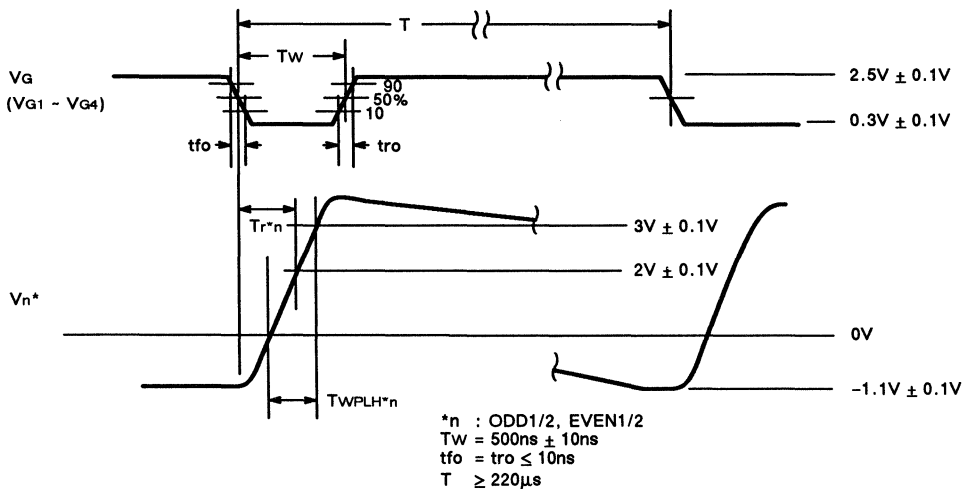 T
Tw
VG
(VG1 ~ VG4)
90
50%
10
2.5V ± 0.1V
0.3V ± 0.1V
tfo
tro
Tr*n
3V ± 0.1V
2V ± 0.1V
Vn*
0V
-1.1V ± 0.1V
TWPLH*n
*n : ODD1/2, EVEN1/2
Tw = 500ns ± 10ns
tfo = tro ≤ 10ns
T ≥ 220µs